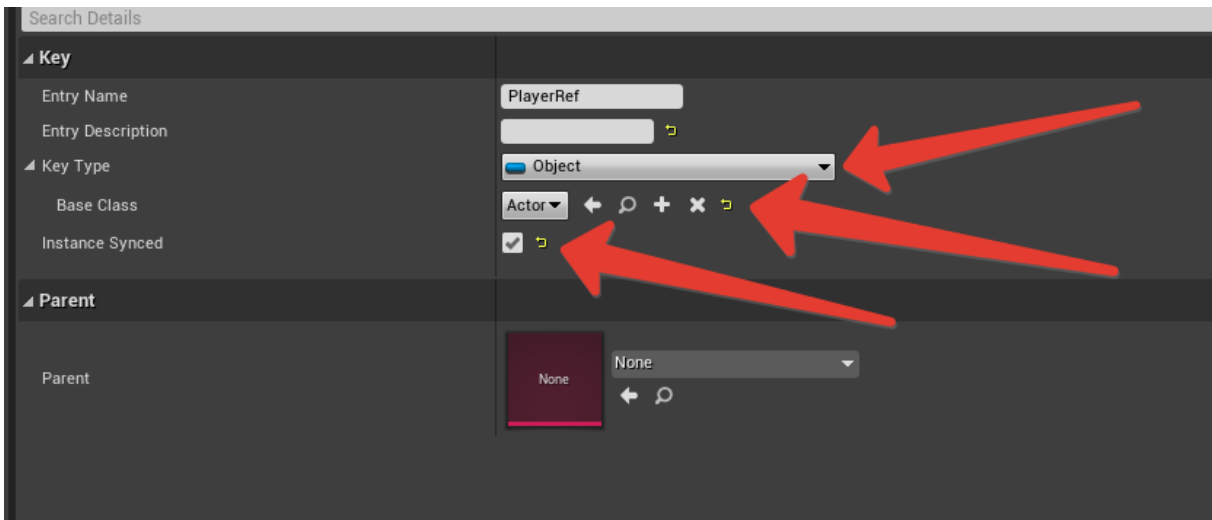 Search Details
Key
Entry Name PlayerRef
Entry Description
Key Type Object
Base Class Actor
Instance Synced
Parent
Parent None None